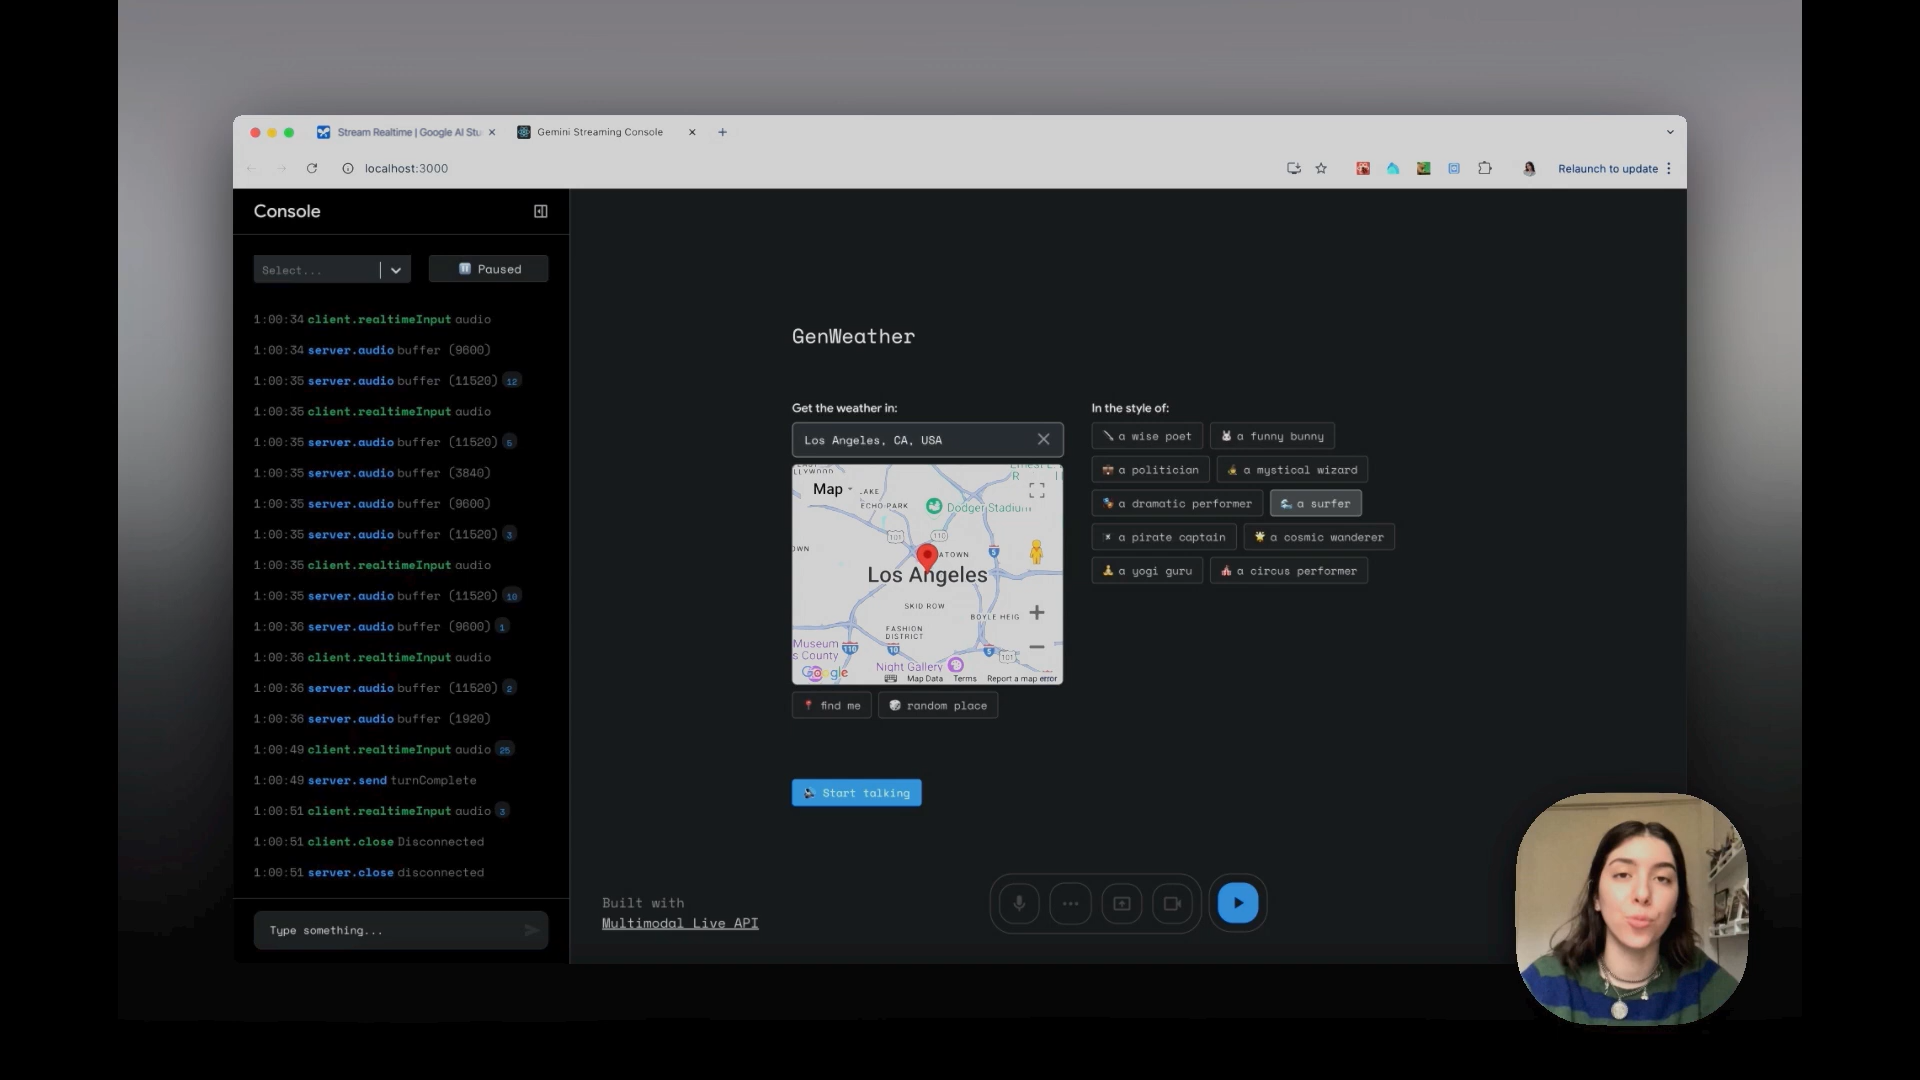 Stream Realtime | Google AI Stu
Gemini Streaming Console
localhost:3000
Relaunch to update
Console
Select...
Paused
1:00:34 client.realtimeInput audio
1:00:34 server.audio buffer (9600)
1:00:35 server.audio buffer (11520) 12
1:00:35 client.realtimeInput audio
1:00:35 server.audio buffer (11520) 5
1:00:35 server.audio buffer (3840)
1:00:35 server.audio buffer (9600)
1:00:35 server.audio buffer (11520) 3
1:00:35 client.realtimeInput audio
1:00:35 server.audio buffer (11520) 10
1:00:36 server.audio buffer (9600) 1
1:00:36 client.realtimeInput audio
1:00:36 server.audio buffer (11520) 2
1:00:36 server.audio buffer (1920)
1:00:49 client.realtimeInput audio 25
1:00:49 server.send turnComplete
1:00:51 client.realtimeInput audio 3
1:00:51 client.close Disconnected
1:00:51 server.close disconnected
Type something...
GenWeather
Get the weather in:
Los Angeles, CA, USA
Map
LAKE
ECHO PARK
Dodger Stadium
101
110
5
OWN
ATOWN
Los Angeles
SKID ROW
BOYLE HEIG
FASHION
DISTRICT
Museum
s County
110
10
5
101
Night Gallery
Google
Map Data
Terms
Report a map error
find me
random place
Start talking
In the style of:
a wise poet
a funny bunny
a politician
a mystical wizard
a dramatic performer
a surfer
a pirate captain
a cosmic wanderer
a yogi guru
a circus performer
Built with
Multimodal Live API